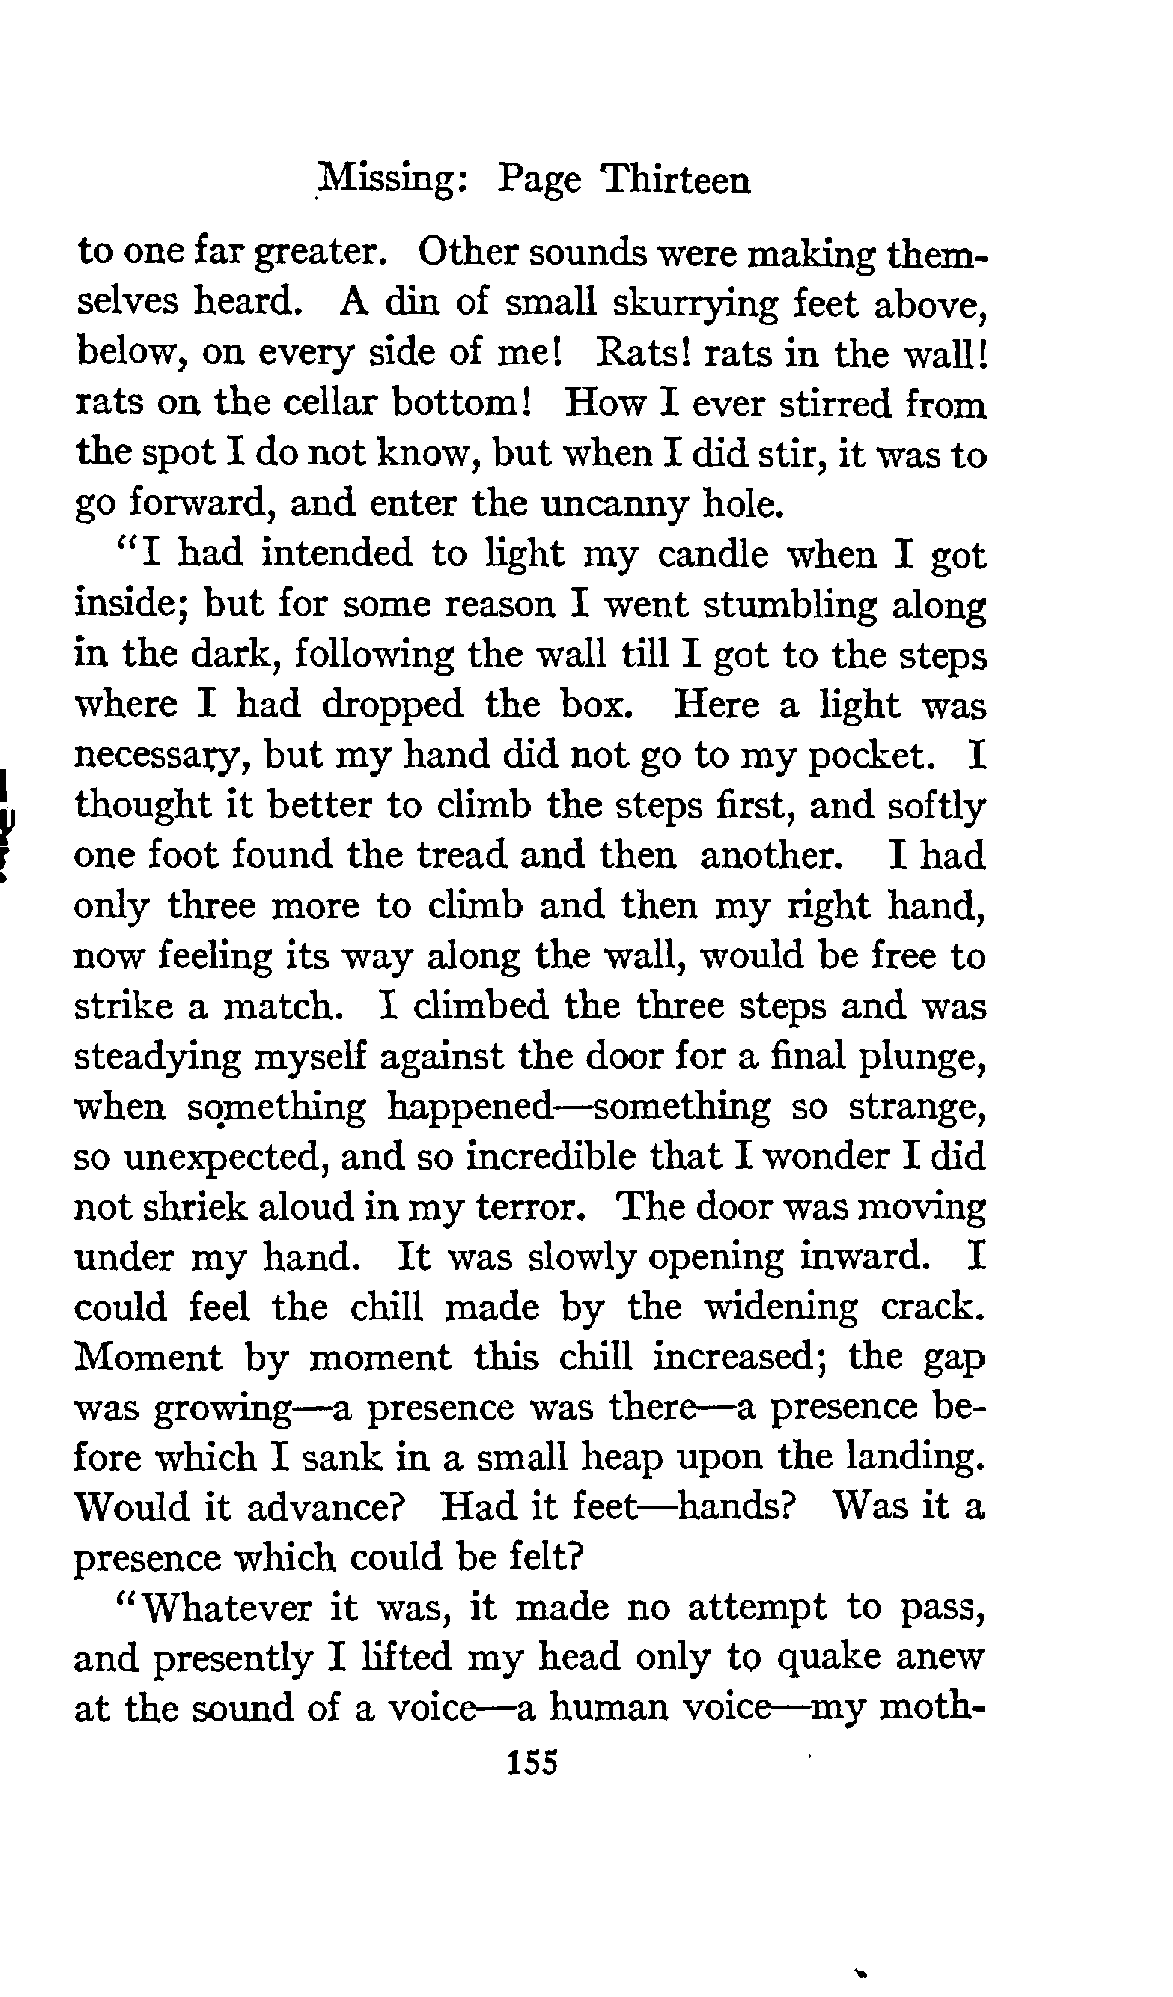 Missing: Page Thirteen
to one far greater. Other sounds were making them-
selves heard. A din of small skurrying feet above,
below, on every side of me! Rats! rats in the wall!
rats on the cellar bottom! How I ever stirred from
the spot I do not know, but when I did stir, it was to
go forward, and enter the uncanny hole.
"I had intended to light my candle when I got
inside; but for some reason I went stumbling along
in the dark, following the wall till I got to the steps
where I had dropped the box. Here a light was
necessary, but my hand did not go to my pocket. I
thought it better to climb the steps first, and softly
one foot found the tread and then another. I had
only three more to climb and then my right hand,
now feeling its way along the wall, would be free to
strike a match. I climbed the three steps and was
steadying myself against the door for a final plunge,
when something happened—something so strange,
so unexpected, and so incredible that I wonder I did
not shriek aloud in my terror. The door was moving
under my hand. It was slowly opening inward. I
could feel the chill made by the widening crack.
Moment by moment this chill increased; the gap
was growing—a presence was there—a presence be-
fore which I sank in a small heap upon the landing.
Would it advance? Had it feet—hands? Was it a
presence which could be felt?
"Whatever it was, it made no attempt to pass,
and presently I lifted my head only to quake anew
at the sound of a voice—a human voice—my moth-
155